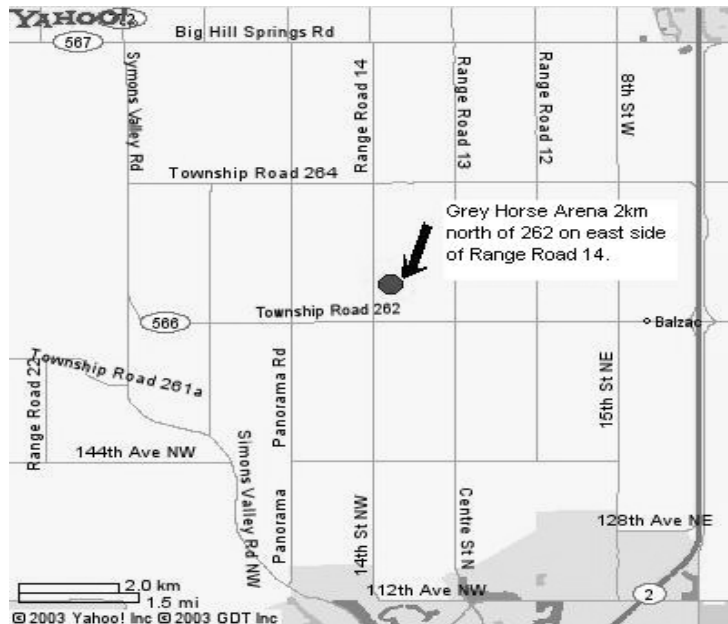 YAHOO!
567
Big Hill Springs Rd
Symons Valley Rd
Range Road 14
Range Road 13
Range Road 12
8th St W
Township Road 264
Grey Horse Arena 2km
north of 262 on east side
of Range Road 14.
Township Road 262
566
Balzac
Township Road 261a
Range Road 22
Panorama Rd
15th St NE
144th Ave NW
Simons Valley Rd NW
Panorama
14th St NW
Centre St N
128th Ave NE
2.0 km
1.5 mi
112th Ave NW
2
© 2003 Yahoo! Inc © 2003 GDT Inc